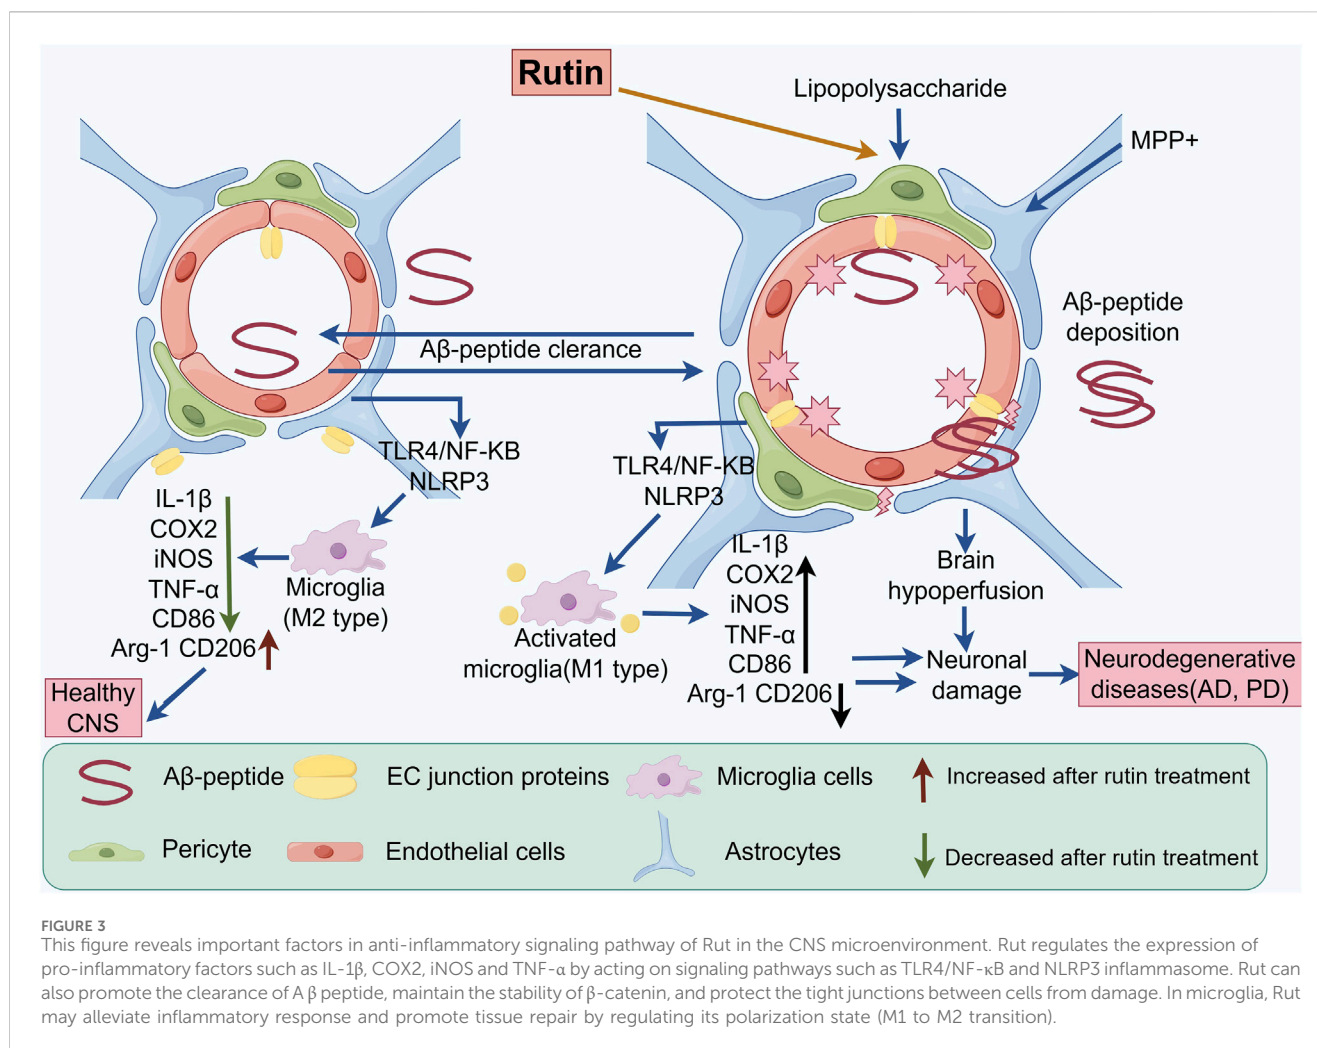 Rutin
Lipopolysaccharide
MPP+
Aβ-peptide
deposition
Aβ-peptide clerance
TLR4/NF-KB
NLRP3
TLR4/NF-KB
NLRP3
IL-1β
COX2
iNOS
TNF-α
CD86
Arg-1 CD206
Microglia
(M2 type)
Healthy
CNS
Activated
microglia(M1 type)
IL-1β
COX2
iNOS
TNF-α
CD86
Arg-1 CD206
Brain
hypoperfusion
Neuronal
damage
Neurodegenerative
diseases(AD, PD)
Aβ-peptide
EC junction proteins
Microglia cells
Increased after rutin treatment
Pericyte
Endothelial cells
Astrocytes
Decreased after rutin treatment
FIGURE 3
This figure reveals important factors in anti-inflammatory signaling pathway of Rut in the CNS microenvironment. Rut regulates the expression of
pro-inflammatory factors such as IL-1β, COX2, iNOS and TNF-α by acting on signaling pathways such as TLR4/NF-κB and NLRP3 inflammasome. Rut can
also promote the clearance of A β peptide, maintain the stability of β-catenin, and protect the tight junctions between cells from damage. In microglia, Rut
may alleviate inflammatory response and promote tissue repair by regulating its polarization state (M1 to M2 transition).